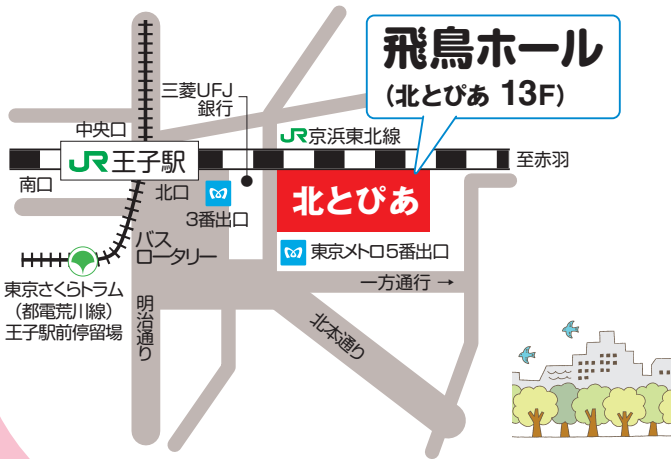 飛鳥ホール
(北とぴあ 13F)
三菱UFJ
銀行
中央口
JR京浜東北線
JR王子駅
至赤羽
南口
北口
3番出口
北とぴあ
バス
ロータリー
東京メトロ5番出口
一方通行 →
東京さくらトラム
(都電荒川線)
王子駅前停留場
明治通り
北本通り